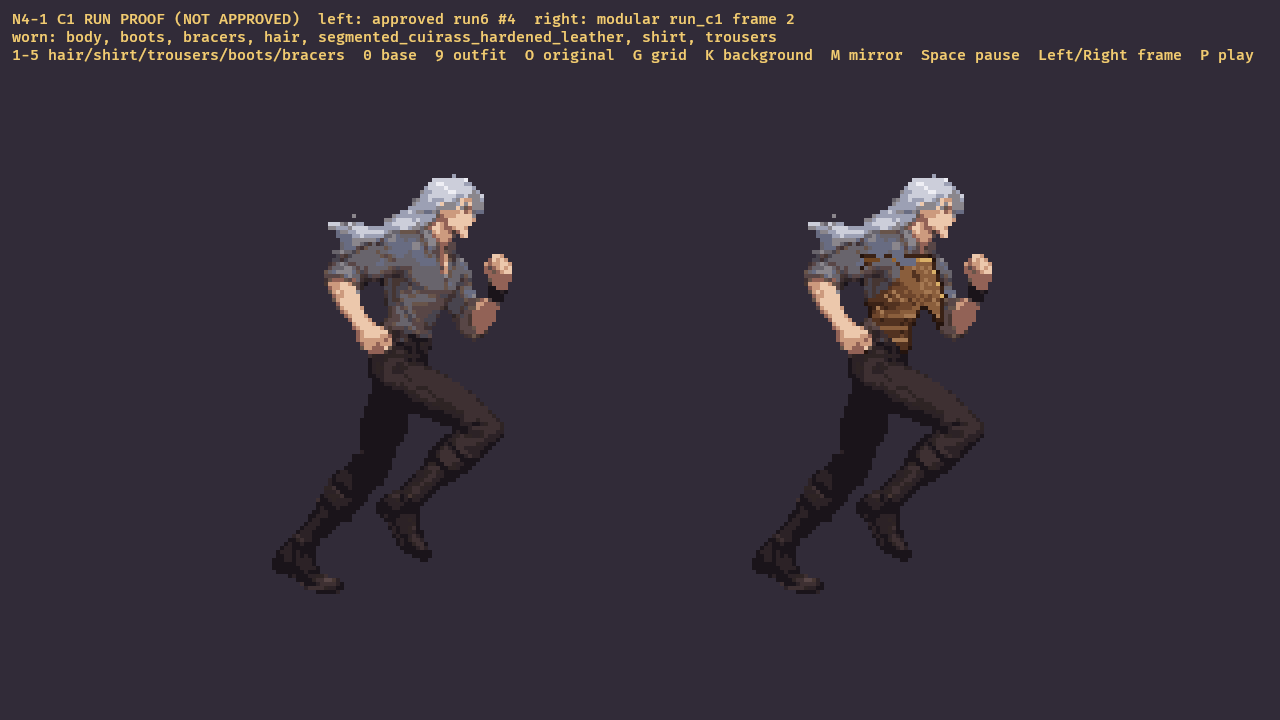 N4-1 C1 RUN PROOF (NOT APPROVED)  left: approved run6 #4  right: modular run_c1 frame 2
worn: body, boots, bracers, hair, segmented_cuirass_hardened_leather, shirt, trousers
1-5 hair/shirt/trousers/boots/bracers  0 base  9 outfit  O original  G grid  K background  M mirror  Space pause  Left/Right frame  P play